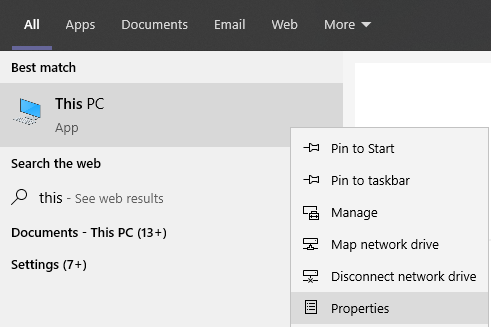 All Apps Documents Email Web More
Best match
This PC
App
Search the web
this - See web results
Documents - This PC (13+)
Settings (7+)
Pin to Start
Pin to taskbar
Manage
Map network drive
Disconnect network drive
Properties